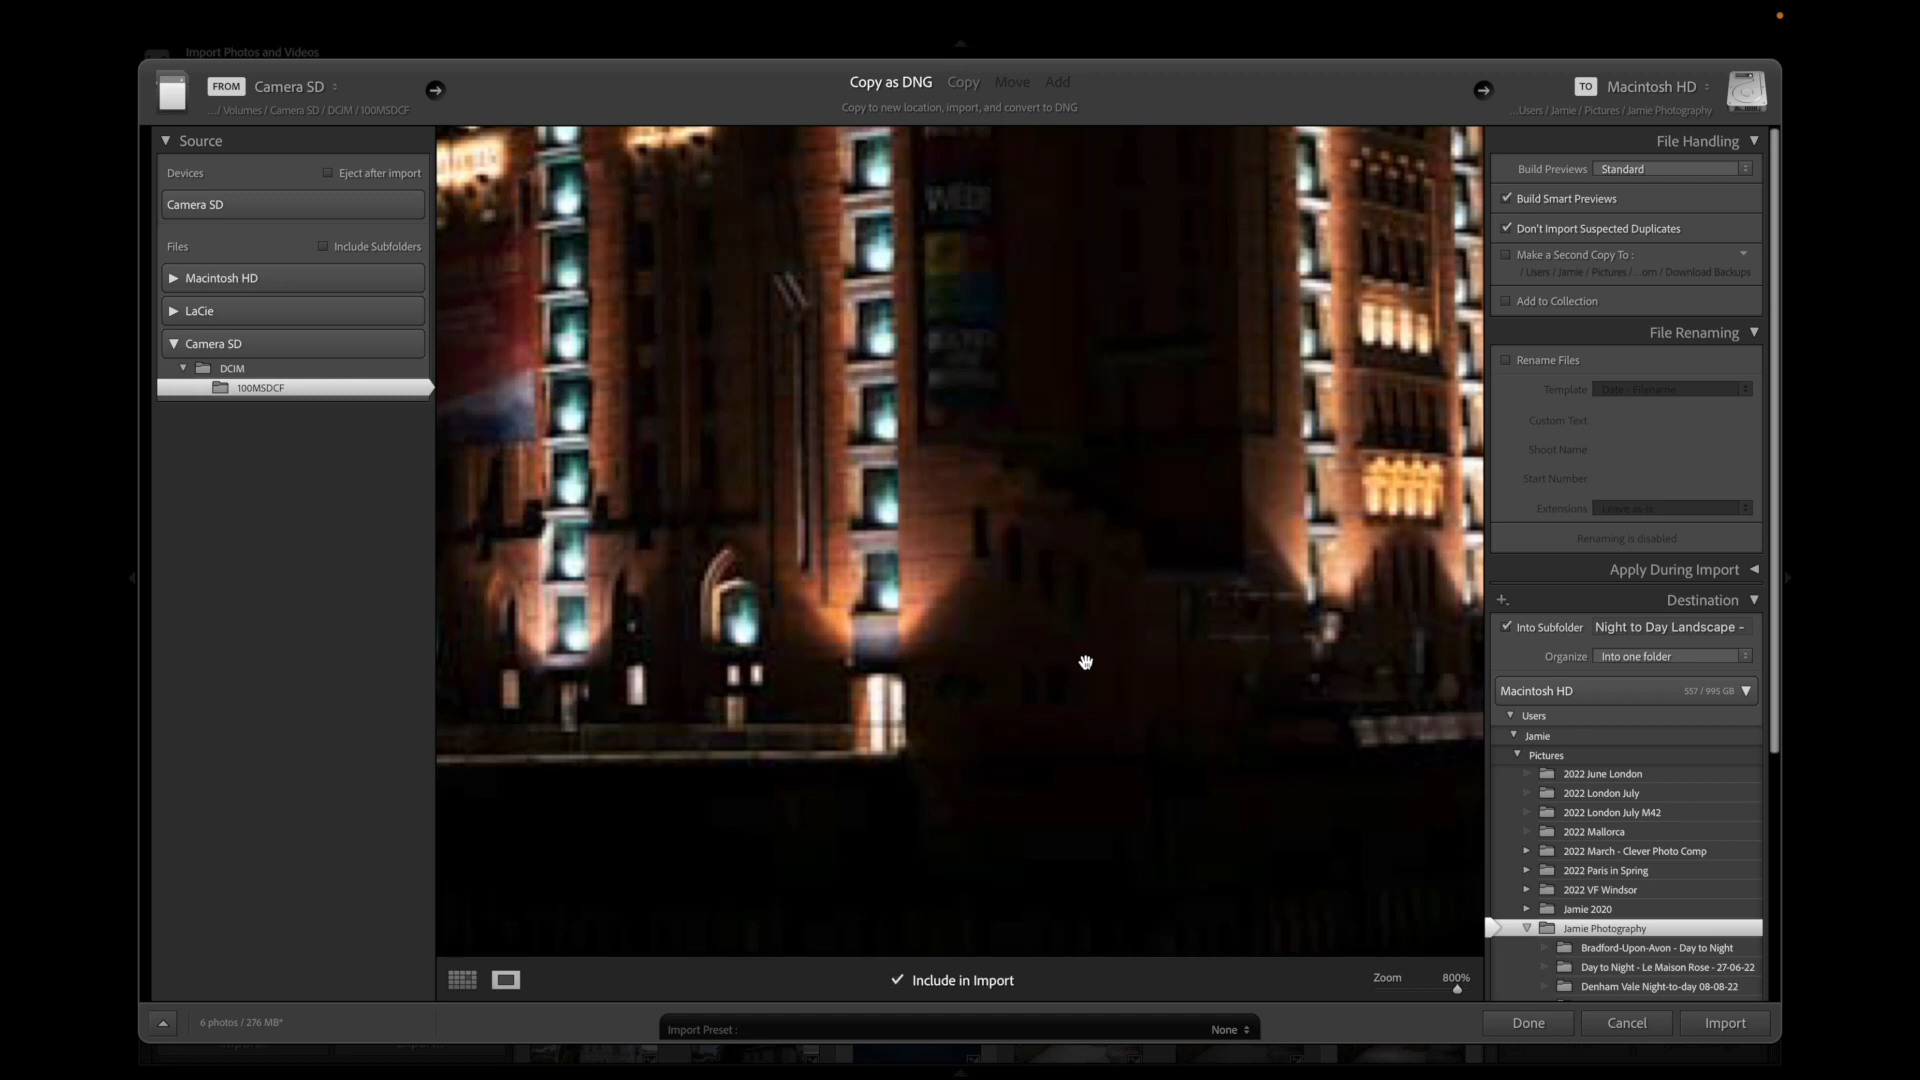 Import Photos and Videos
FROM Camera SD
.../ Volumes / Camera SD / DCIM / 100MSDCF
Copy as DNG Copy Move Add
Copy to new location, import, and convert to DNG
TO Macintosh HD
...Users / Jamie / Pictures / Jamie Photography
Source
Devices Eject after import
Camera SD
Files Include Subfolders
Macintosh HD
LaCie
Camera SD
DCIM
100MSDCF
File Handling
Build Previews Standard
Build Smart Previews
Don't Import Suspected Duplicates
Make a Second Copy To :
/ Users / Jamie / Pictures /...om / Download Backups
Add to Collection
File Renaming
Rename Files
Template Date - Filename
Custom Text
Shoot Name
Start Number
Extensions Leave as-is
Renaming is disabled
Apply During Import
Destination
Into Subfolder Night to Day Landscape -
Organize Into one folder
Macintosh HD 557 / 995 GB
Users
Jamie
Pictures
2022 June London
2022 London July
2022 London July M42
2022 Mallorca
2022 March - Clever Photo Comp
2022 Paris in Spring
2022 VF Windsor
Jamie 2020
Jamie Photography
Bradford-Upon-Avon - Day to Night
Day to Night - Le Maison Rose - 27-06-22
Denham Vale Night-to-day 08-08-22
Include in Import
Zoom 800%
6 photos / 276 MB*
Import Preset : None
Done Cancel Import